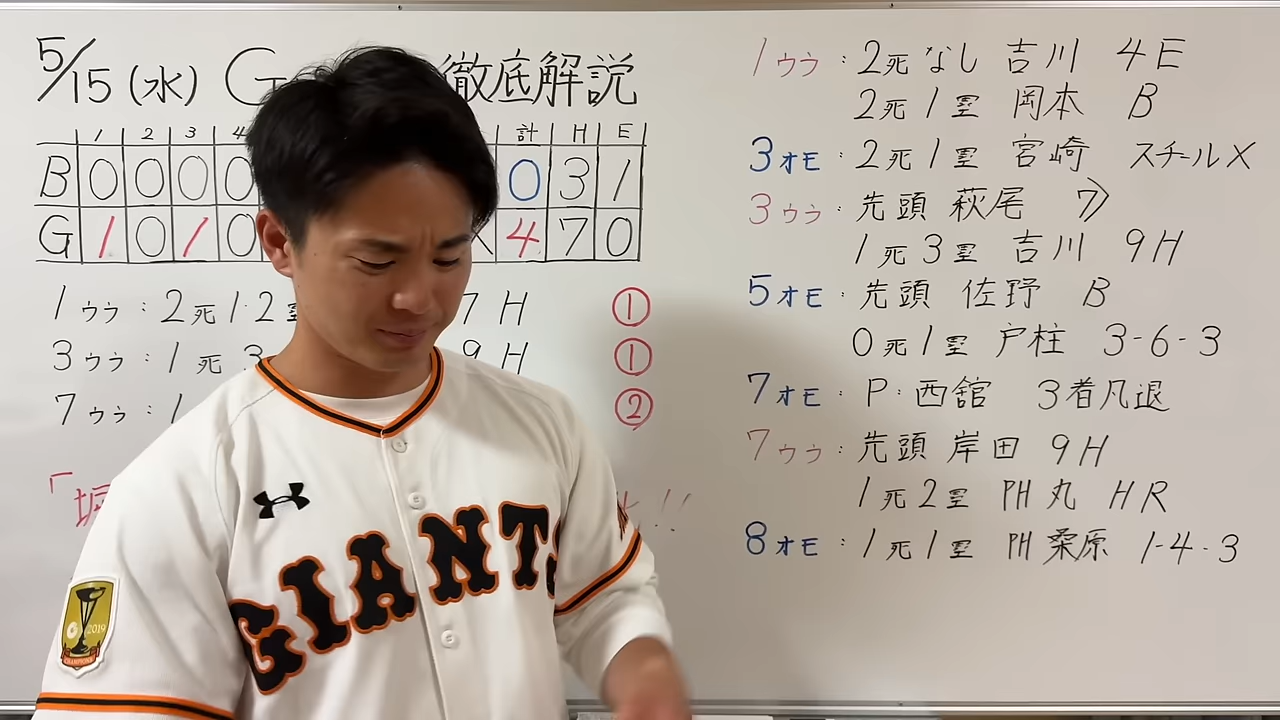 5/15(水) G 徹底解説
1 2 3 4 計 H E
B 0 0 0 0 0 3 1
G 1 0 1 0 X 4 7 0
1ウラ:2死1・2塁 7H ①
3ウラ:1死3 9H ①
7ウラ:1 ②
「堀 !!
1ウラ:2死なし 吉川 4E
2死1塁 岡本 B
3オモ:2死1塁 宮崎 スチールX
3ウラ:先頭 萩尾 7》
1死3塁 吉川 9H
5オモ:先頭 佐野 B
0死1塁 戸柱 3-6-3
7オモ:P:西舘 3者凡退
7ウラ:先頭 岸田 9H
1死2塁 PH 丸 HR
8オモ:1死1塁 PH 桑原 1-4-3
GIANTS
2019
CHAMPIONS